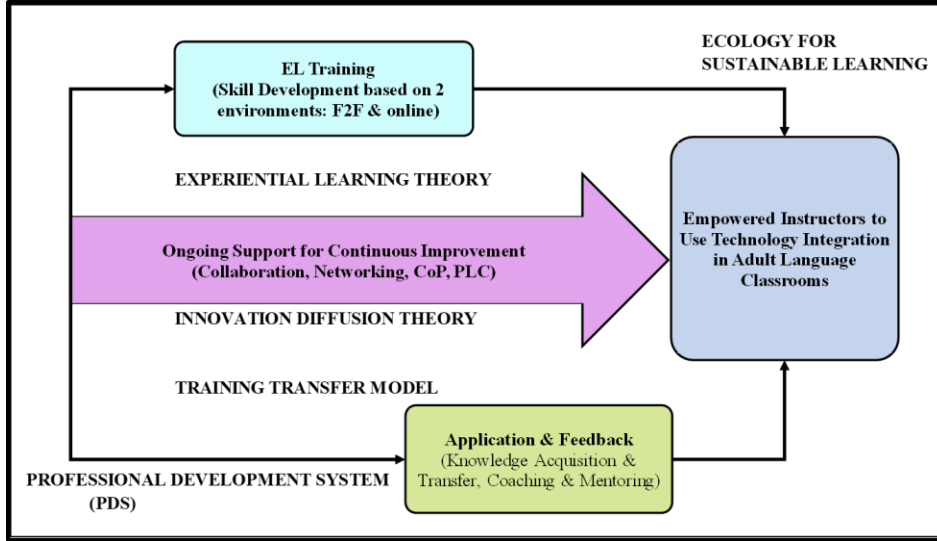 ECOLOGY FOR
SUSTAINABLE LEARNING
EL Training
(Skill Development based on 2
environments: F2F & online)
EXPERIENTIAL LEARNING THEORY
Ongoing Support for Continuous Improvement
(Collaboration, Networking, CoP, PLC)
Empowered Instructors to
Use Technology Integration
in Adult Language
Classrooms
INNOVATION DIFFUSION THEORY
TRAINING TRANSFER MODEL
Application & Feedback
(Knowledge Acquisition &
Transfer, Coaching & Mentoring)
PROFESSIONAL DEVELOPMENT SYSTEM
(PDS)